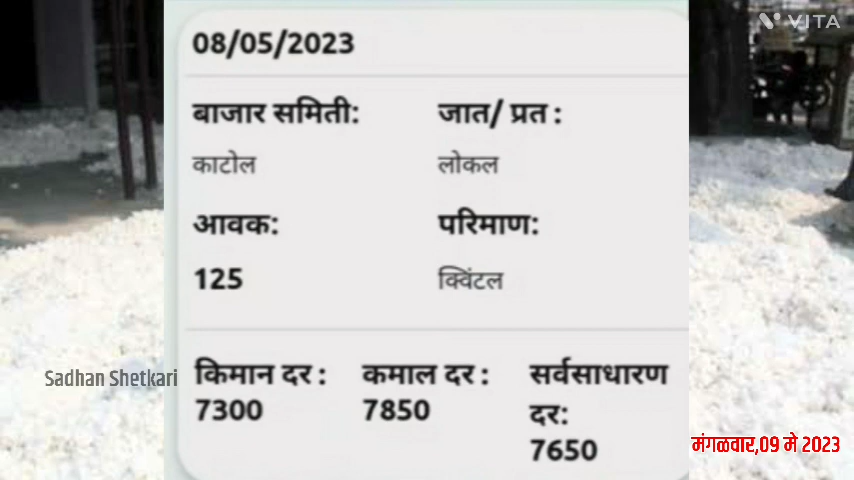 VITA
08/05/2023
बाजार समिती: जात/ प्रत :
काटोल लोकल
आवक: परिमाण:
125 क्विंटल
Sadhan Shetkari
किमान दर : कमाल दर : सर्वसाधारण दर:
7300 7850 7650
मंगळवार,09 मे 2023